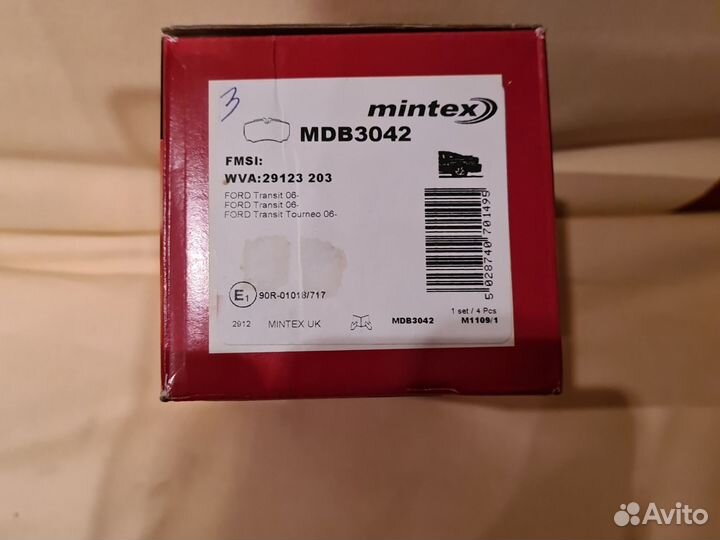 3
mintex
MDB3042
FMSI:
WVA:29123 203
FORD Transit 06-
FORD Transit 06-
FORD Transit Tourneo 06-
5 028740 701495
E1 90R-01018/717
1 set / 4 Pcs
2912 MINTEX UK MDB3042 M1109/1
Avito